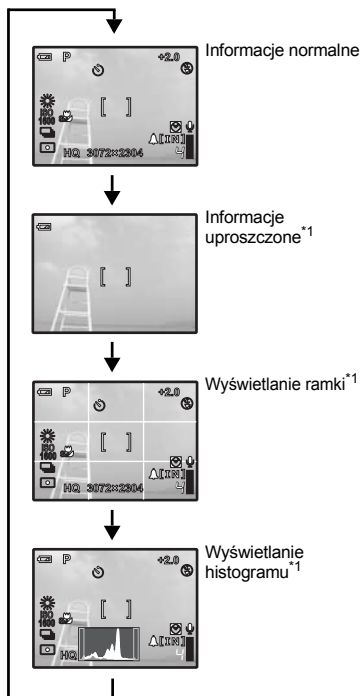 P +2.0
Informacje normalne
ISO
1600
[IN]
HQ 3072×2304 4
Informacje
uproszczone*1
P +2.0
Wyświetlanie ramki*1
ISO
1600
[IN]
HQ 3072×2304 4
P +2.0
Wyświetlanie
histogramu*1
ISO
1600
[IN]
HQ 4